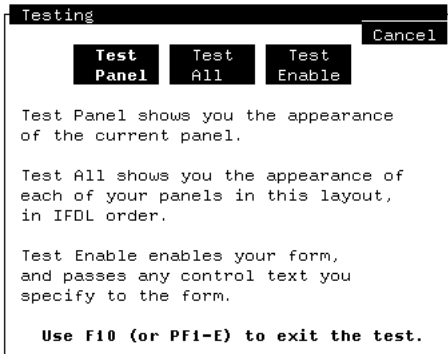 Testing
Cancel
Test Test Test
Panel All Enable
Test Panel shows you the appearance
of the current panel.
Test All shows you the appearance of
each of your panels in this layout,
in IFDL order.
Test Enable enables your form,
and passes any control text you
specify to the form.
Use F10 (or PF1-E) to exit the test.